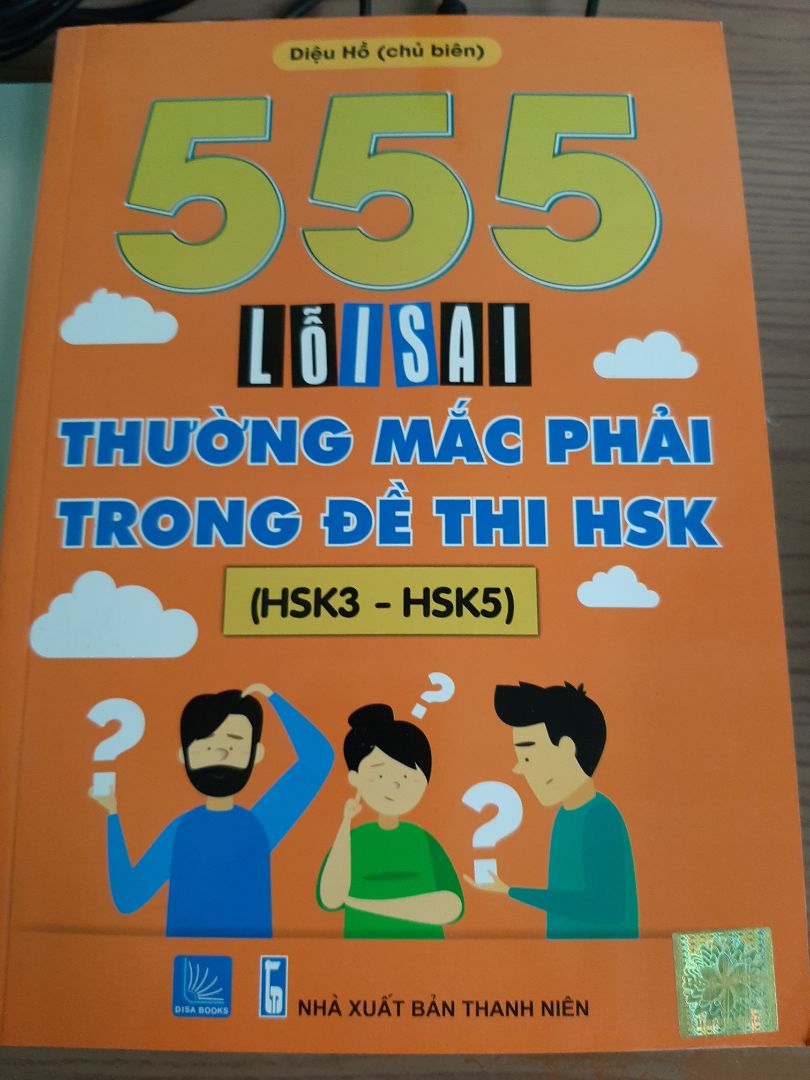 Diệu Hồ (chủ biên)
555
LỖI SAI
THƯỜNG MẮC PHẢI
TRONG ĐỀ THI HSK
(HSK3 - HSK5)
?
?
?
DISA BOOKS
NHÀ XUẤT BẢN THANH NIÊN